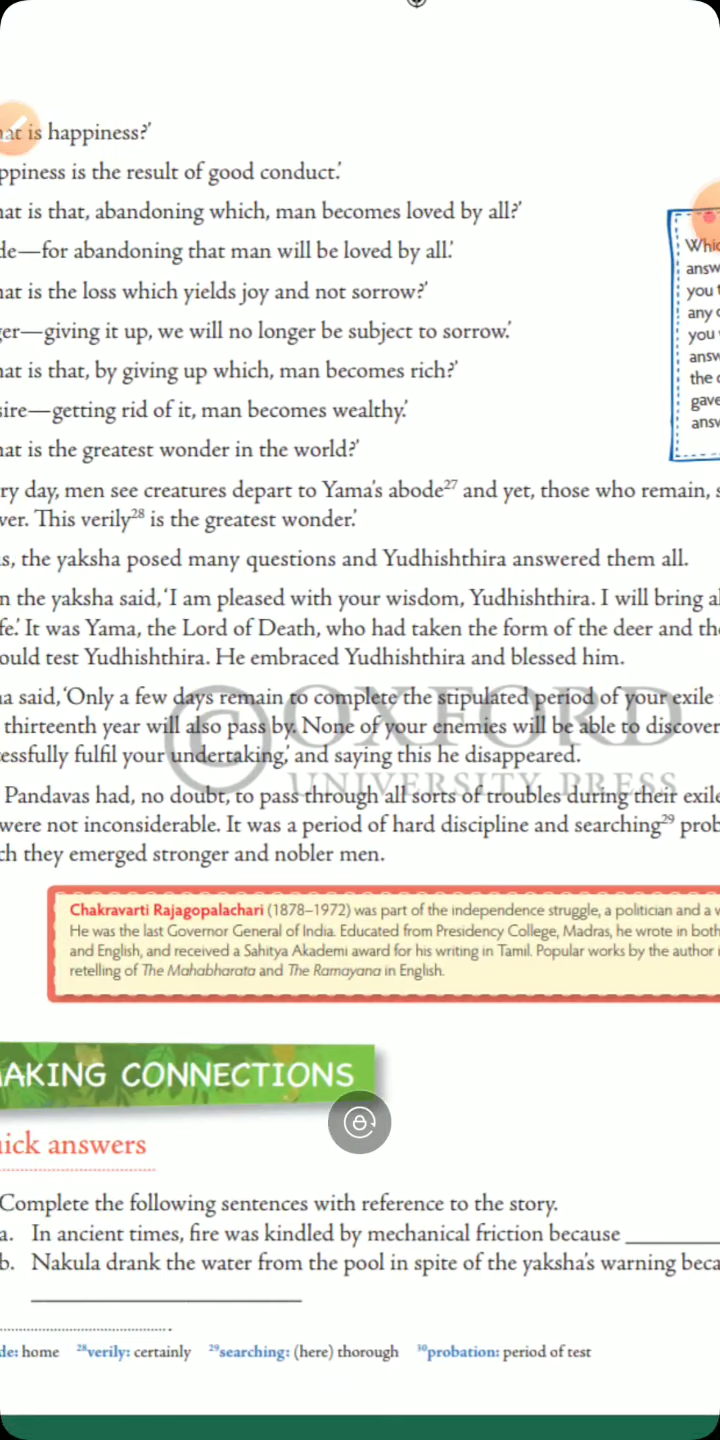 hat is happiness?'
ppiness is the result of good conduct.'
hat is that, abandoning which, man becomes loved by all?'
de—for abandoning that man will be loved by all.'
hat is the loss which yields joy and not sorrow?'
ger—giving it up, we will no longer be subject to sorrow.'
hat is that, by giving up which, man becomes rich?'
sire—getting rid of it, man becomes wealthy.'
hat is the greatest wonder in the world?'
ry day, men see creatures depart to Yama's abode27 and yet, those who remain, s
ver. This verily28 is the greatest wonder.'
s, the yaksha posed many questions and Yudhishthira answered them all.
n the yaksha said, 'I am pleased with your wisdom, Yudhishthira. I will bring al
fe.' It was Yama, the Lord of Death, who had taken the form of the deer and the
ould test Yudhishthira. He embraced Yudhishthira and blessed him.
na said, 'Only a few days remain to complete the stipulated period of your exile
thirteenth year will also pass by. None of your enemies will be able to discover
essfully fulfil your undertaking,' and saying this he disappeared.
Pandavas had, no doubt, to pass through all sorts of troubles during their exile
were not inconsiderable. It was a period of hard discipline and searching29 prob
ch they emerged stronger and nobler men.
Whic
answ
you t
any o
you
answ
the c
gave
answ
© OXFORD
UNIVERSITY PRESS
Chakravarti Rajagopalachari (1878–1972) was part of the independence struggle, a politician and a w
He was the last Governor General of India. Educated from Presidency College, Madras, he wrote in both
and English, and received a Sahitya Akademi award for his writing in Tamil. Popular works by the author i
retelling of The Mahabharata and The Ramayana in English.
AKING CONNECTIONS
uick answers
Complete the following sentences with reference to the story.
a. In ancient times, fire was kindled by mechanical friction because ________
b. Nakula drank the water from the pool in spite of the yaksha's warning beca
________________________
de: home 28verily: certainly 29searching: (here) thorough 30probation: period of test